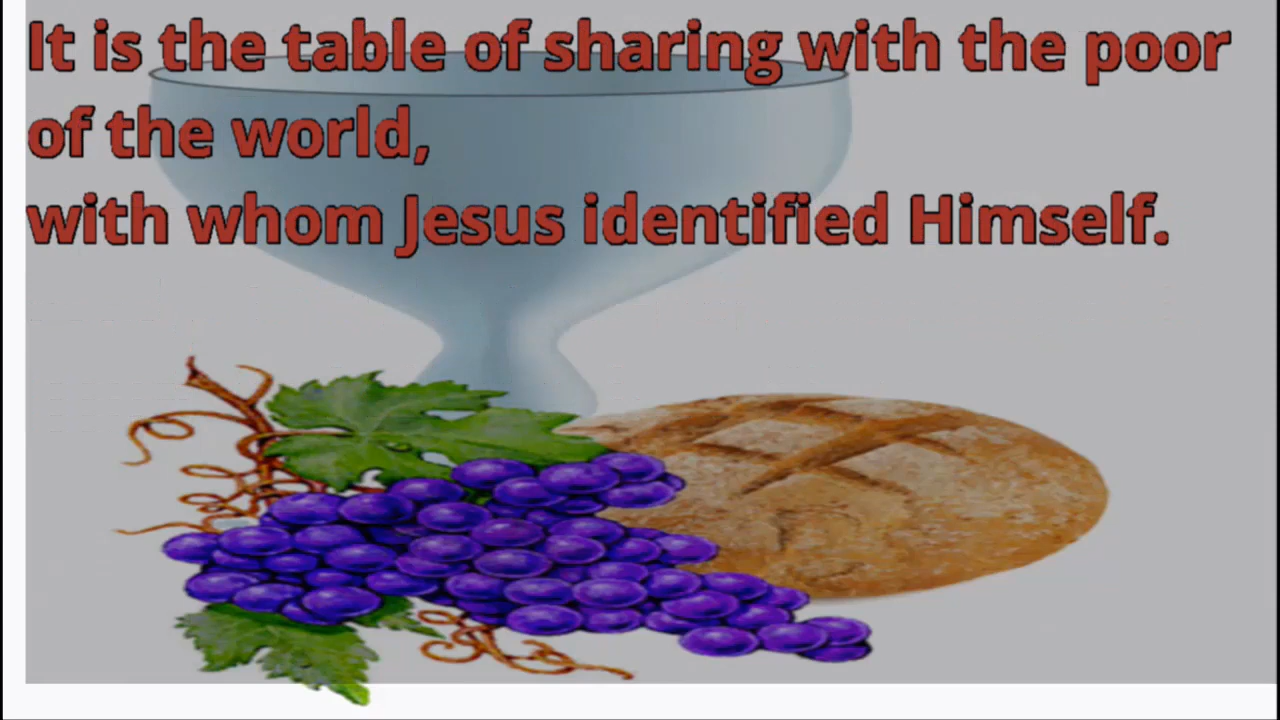 It is the table of sharing with the poor
of the world,
with whom Jesus identified Himself.